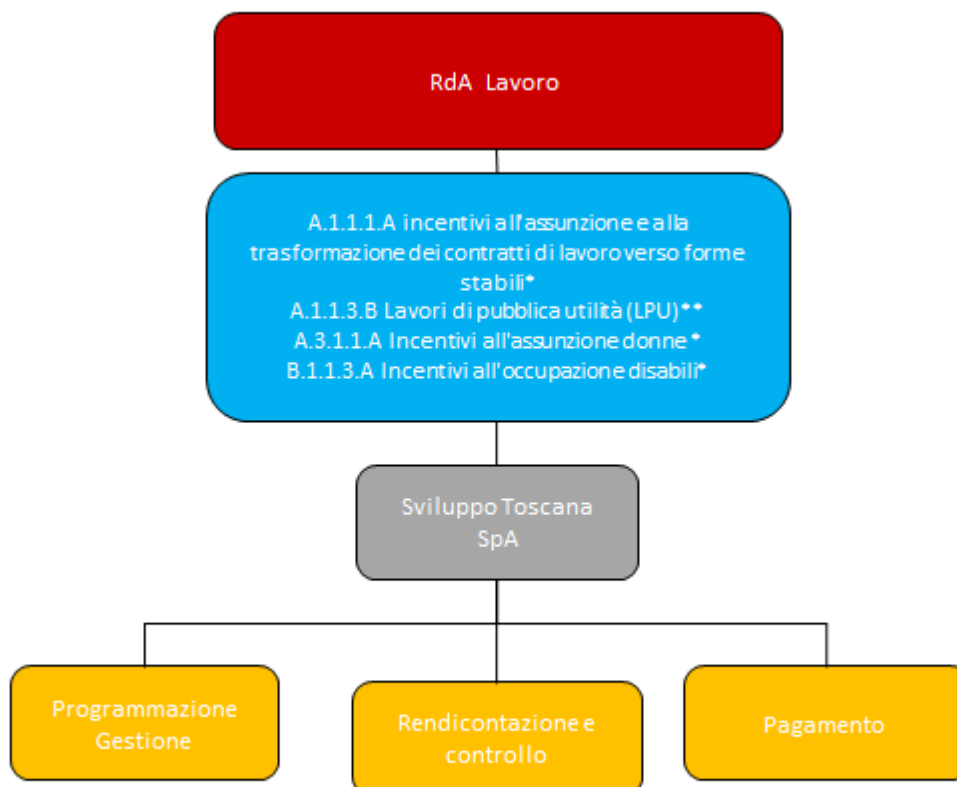 RdA Lavoro
A.1.1.1.A incentivi all'assunzione e alla
trasformazione dei contratti di lavoro verso forme
stabili*
A.1.1.3.B Lavori di pubblica utilità (LPU)**
A.3.1.1.A Incentivi all'assunzione donne*
B.1.1.3.A Incentivi all'occupazione disabili*
Sviluppo Toscana
SpA
Programmazione
Gestione
Rendicontazione e
controllo
Pagamento